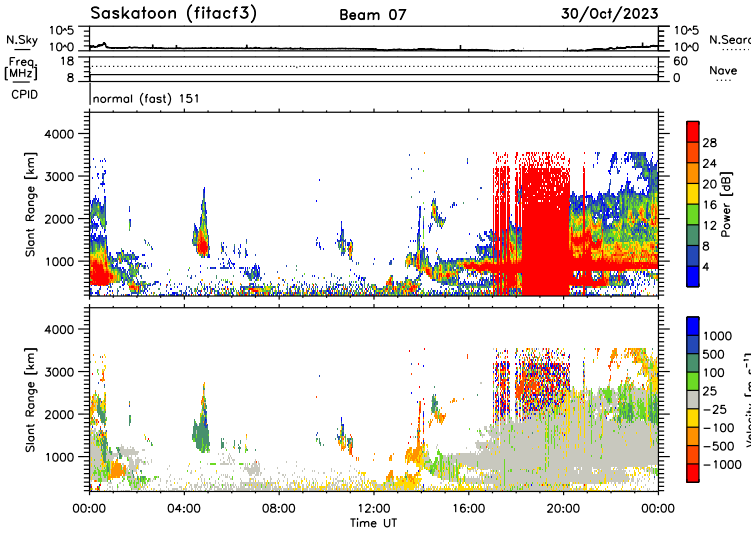 Saskatoon (fitacf3) Beam 07 30/Oct/2023
N.Sky 10^5 10^0 10^5 10^0 N.Searc
Freq. [MHz] 18 8 60 0 Nave
CPID normal (fast) 151
Slant Range [km] 4000 3000 2000 1000
28 24 20 16 12 8 4 Power [dB]
Slant Range [km] 4000 3000 2000 1000
1000 500 100 25 -25 -100 -500 -1000 Velocity [m s^-1]
00:00 04:00 08:00 12:00 16:00 20:00 00:00
Time UT